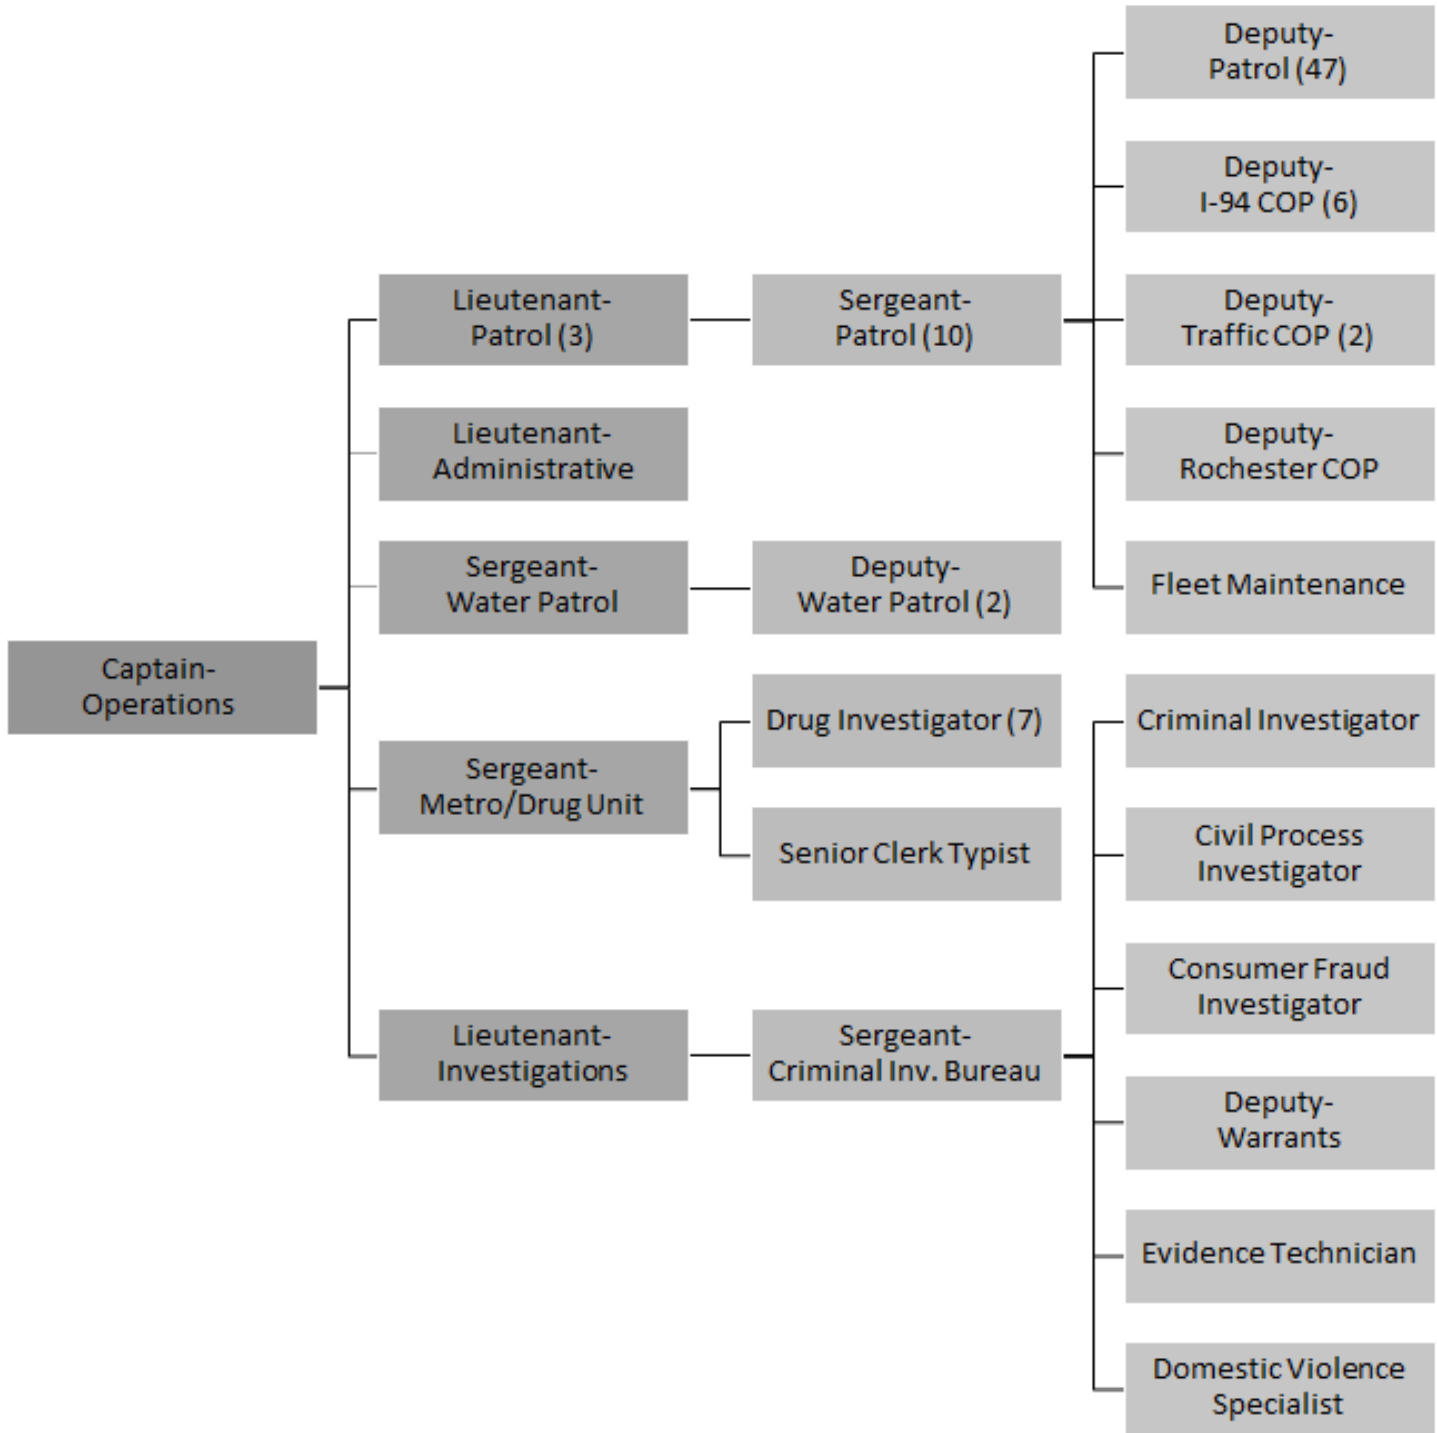 Captain-
Operations
Lieutenant-
Patrol (3)
Lieutenant-
Administrative
Sergeant-
Water Patrol
Sergeant-
Metro/Drug Unit
Lieutenant-
Investigations
Sergeant-
Patrol (10)
Deputy-
Water Patrol (2)
Drug Investigator (7)
Senior Clerk Typist
Sergeant-
Criminal Inv. Bureau
Deputy-
Patrol (47)
Deputy-
I-94 COP (6)
Deputy-
Traffic COP (2)
Deputy-
Rochester COP
Fleet Maintenance
Criminal Investigator
Civil Process
Investigator
Consumer Fraud
Investigator
Deputy-
Warrants
Evidence Technician
Domestic Violence
Specialist